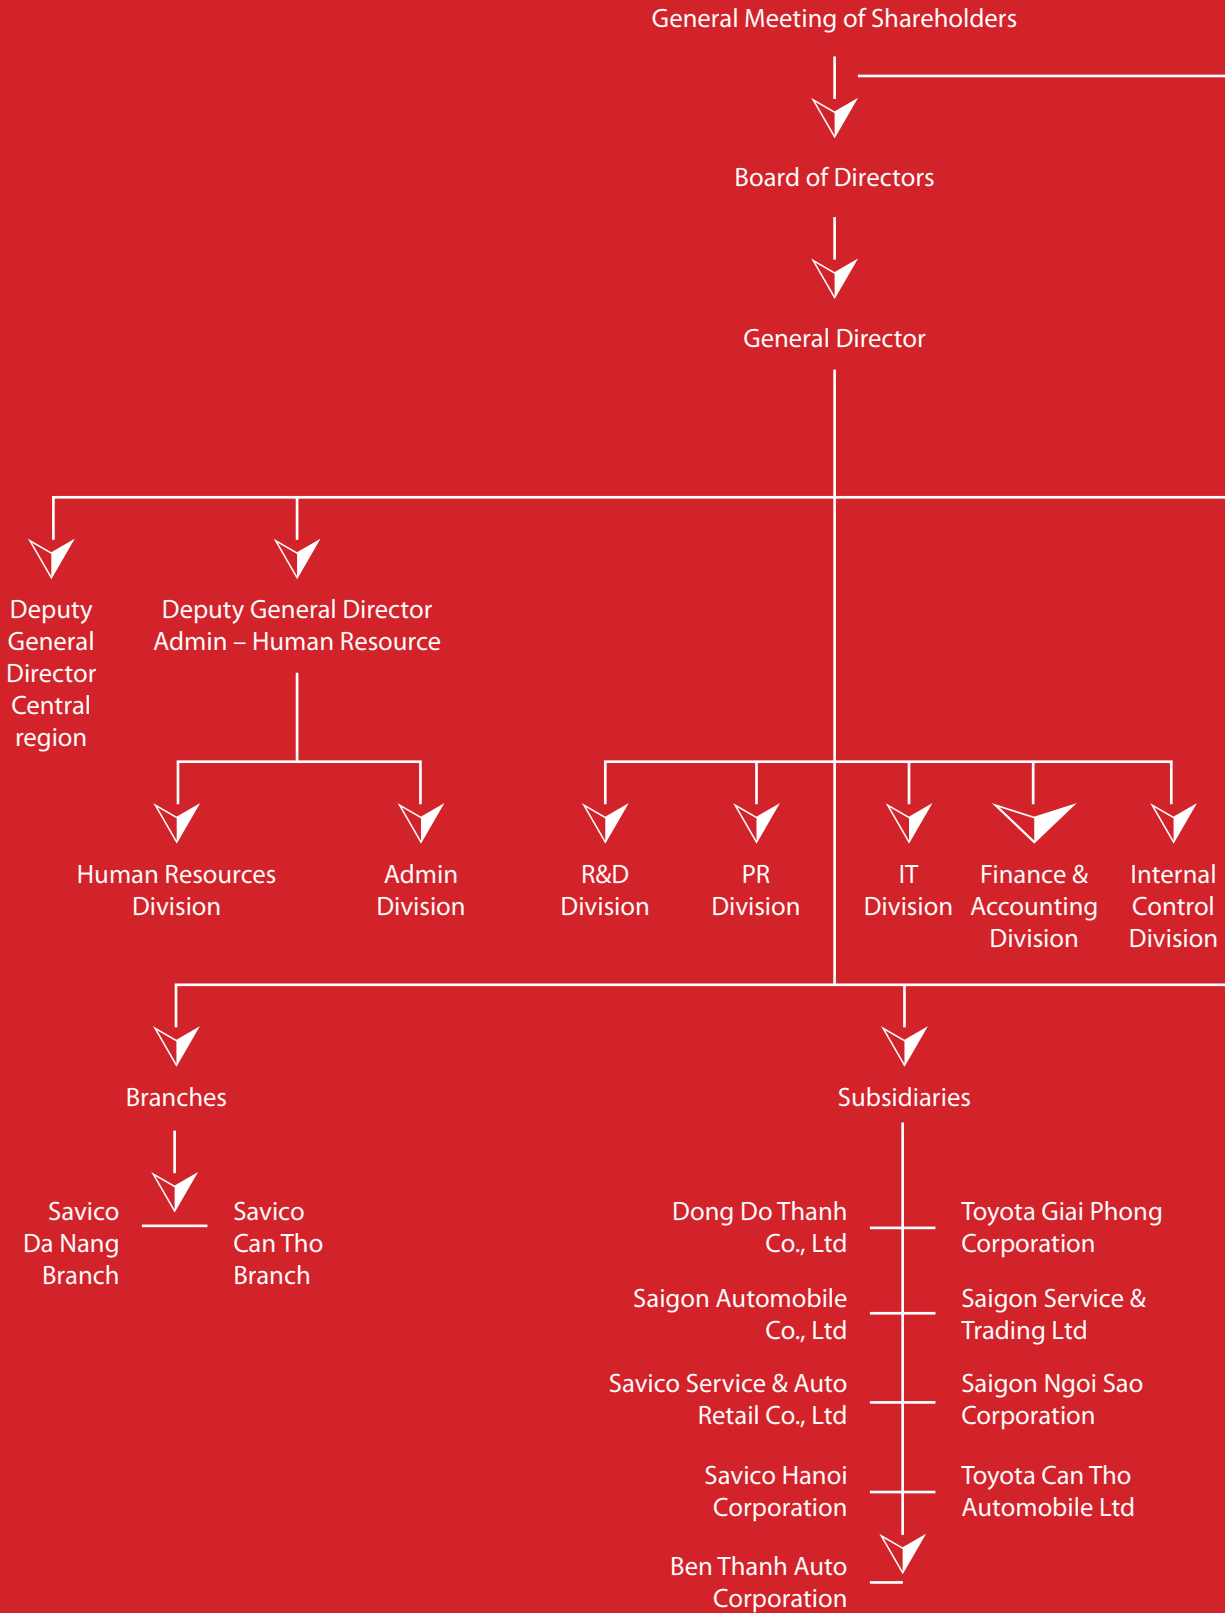 General Meeting of Shareholders
Board of Directors
General Director
Deputy
General
Director
Central
region
Deputy General Director
Admin – Human Resource
Human Resources
Division
Admin
Division
R&D
Division
PR
Division
IT
Division
Finance &
Accounting
Division
Internal
Control
Division
Branches
Savico
Da Nang
Branch
Savico
Can Tho
Branch
Subsidiaries
Dong Do Thanh
Co., Ltd
Toyota Giai Phong
Corporation
Saigon Automobile
Co., Ltd
Saigon Service &
Trading Ltd
Savico Service & Auto
Retail Co., Ltd
Saigon Ngoi Sao
Corporation
Savico Hanoi
Corporation
Toyota Can Tho
Automobile Ltd
Ben Thanh Auto
Corporation